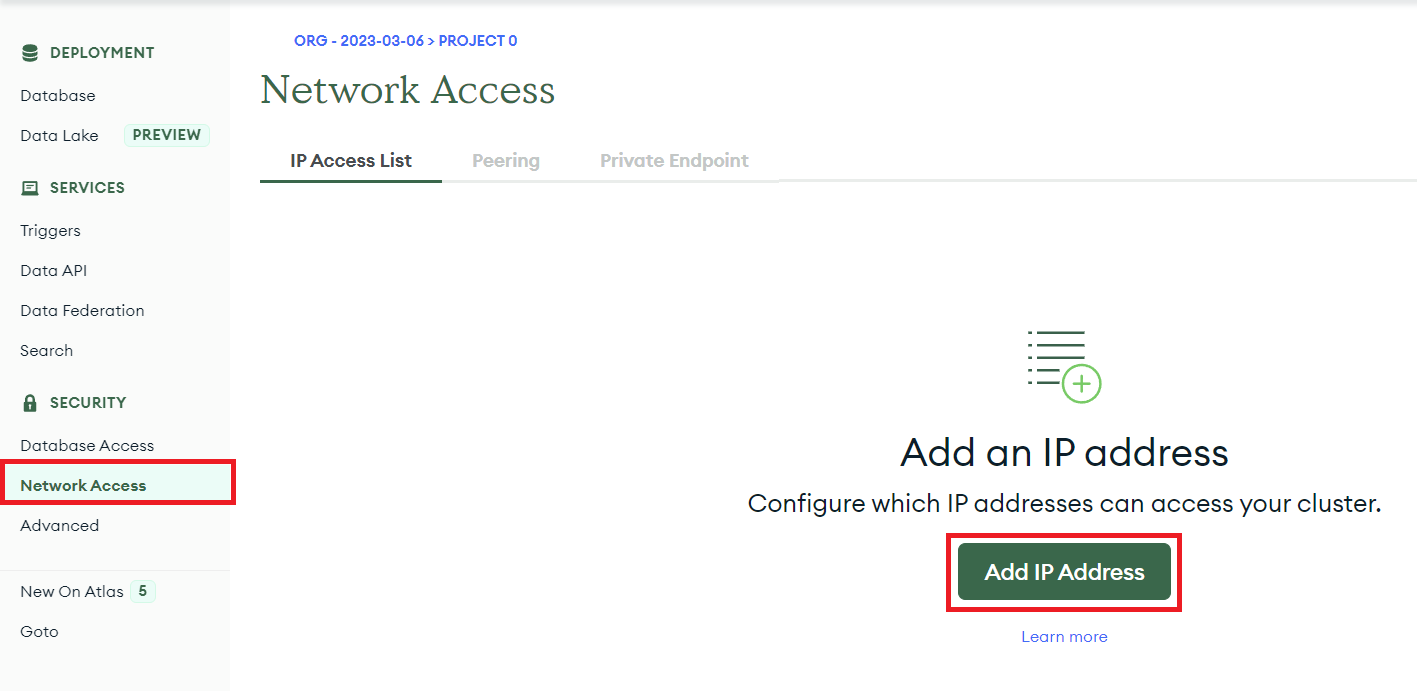 DEPLOYMENT
Database
Data Lake PREVIEW
SERVICES
Triggers
Data API
Data Federation
Search
SECURITY
Database Access
Network Access
Advanced
New On Atlas 5
Goto
ORG - 2023-03-06 > PROJECT 0
Network Access
IP Access List Peering Private Endpoint
Add an IP address
Configure which IP addresses can access your cluster.
Add IP Address
Learn more